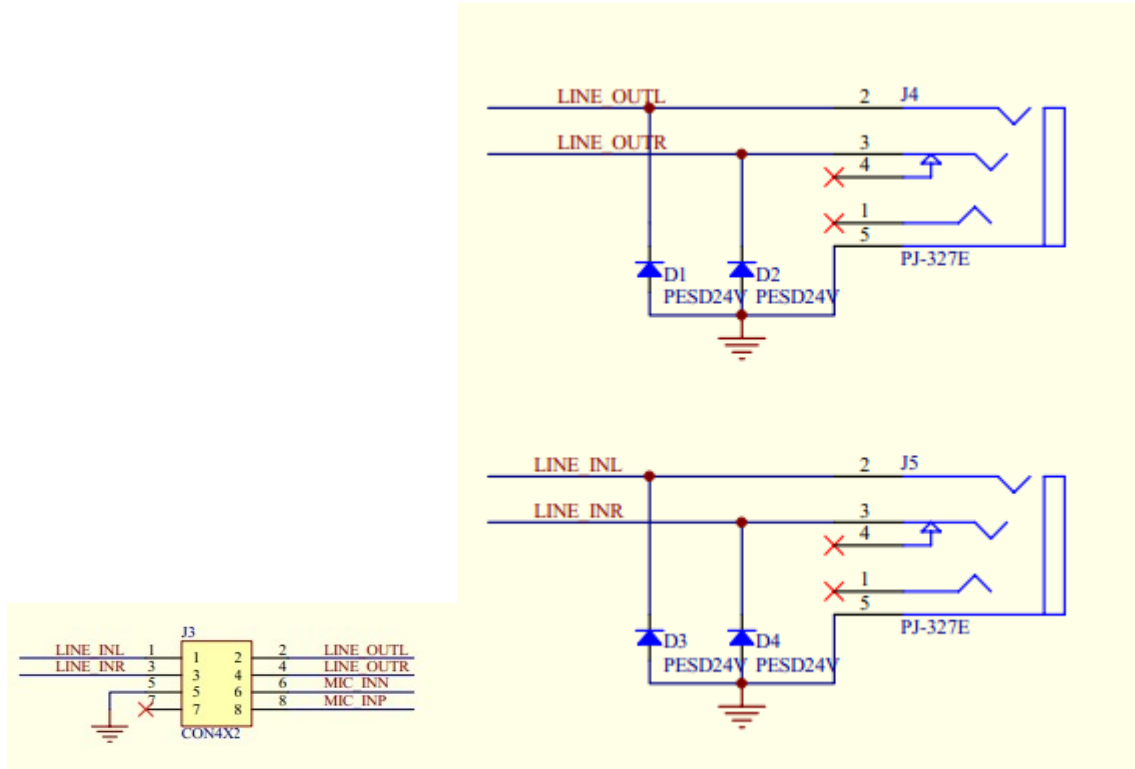 LINE_OUTL 2 J4
LINE_OUTR 3
4
1
5
PJ-327E
D1 D2
PESD24V PESD24V
LINE_INL 2 J5
LINE_INR 3
4
1
5
PJ-327E
D3 D4
PESD24V PESD24V
J3
LINE_INL 1 1 2 2 LINE_OUTL
LINE_INR 3 3 4 4 LINE_OUTR
5 5 6 6 MIC_INN
7 7 8 8 MIC_INP
CON4X2